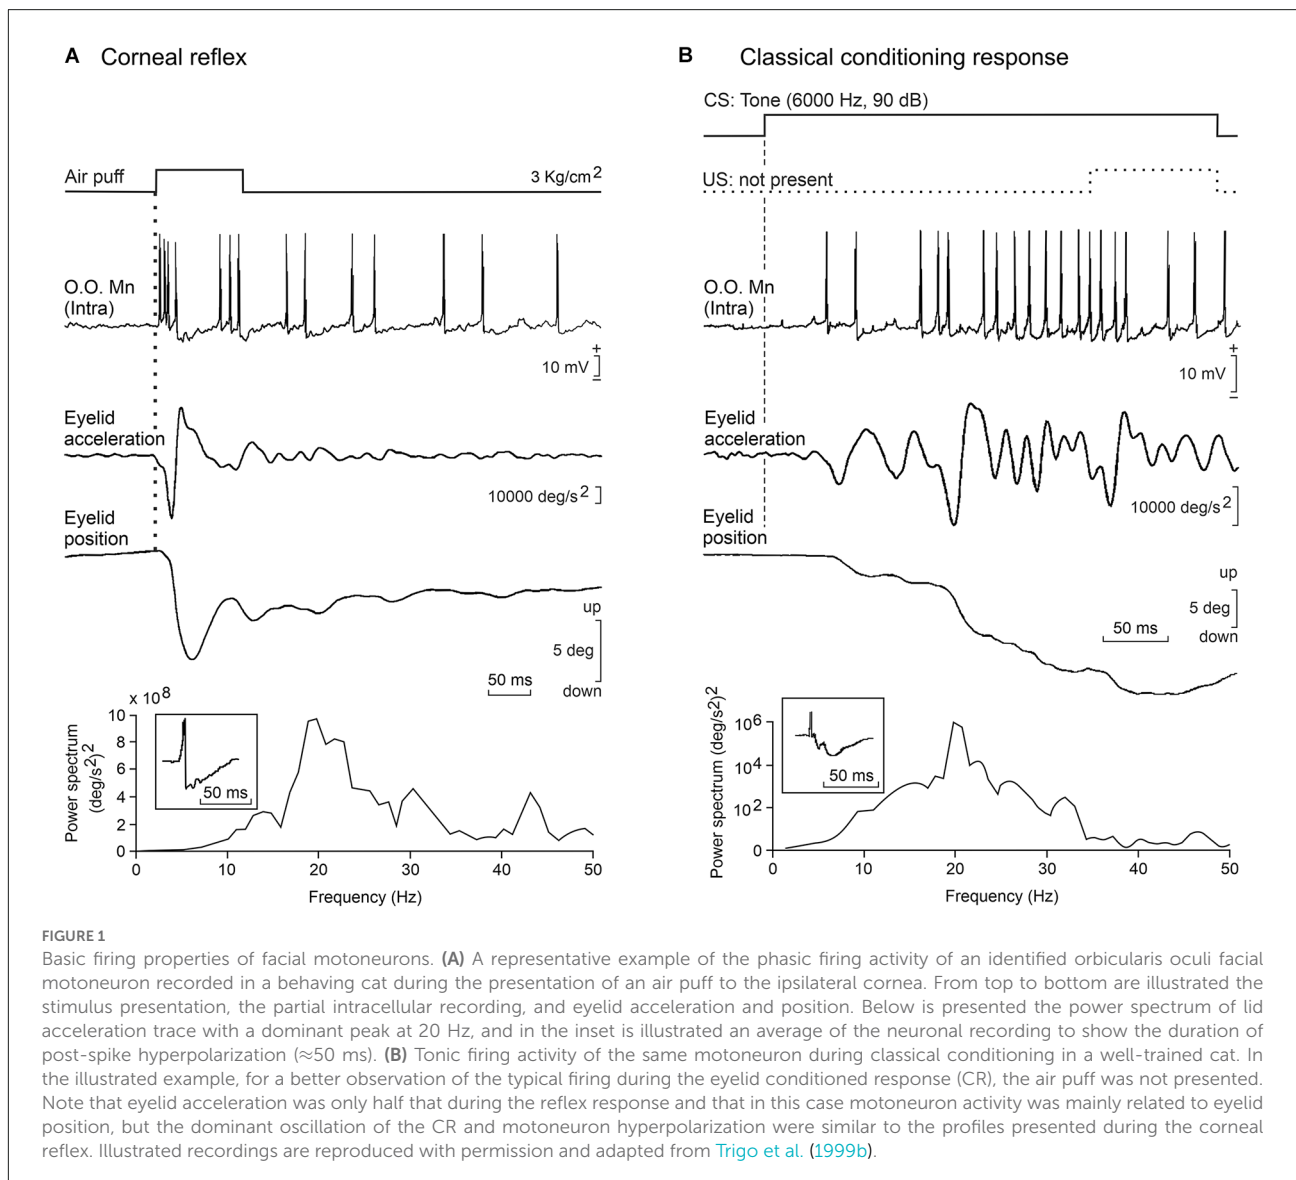 A Corneal reflex
Air puff
3 Kg/cm2
O.O. Mn
(Intra)
+
10 mV
−
Eyelid
acceleration
10000 deg/s2
Eyelid
position
up
5 deg
50 ms
down
x 108
10
8
6
4
2
0
Power spectrum
(deg/s2)2
50 ms
0 10 20 30 40 50
Frequency (Hz)
B Classical conditioning response
CS: Tone (6000 Hz, 90 dB)
US: not present
O.O. Mn
(Intra)
+
10 mV
−
Eyelid
acceleration
10000 deg/s2
Eyelid
position
up
5 deg
50 ms
down
106
104
102
0
Power spectrum (deg/s2)2
50 ms
0 10 20 30 40 50
Frequency (Hz)
FIGURE 1
Basic firing properties of facial motoneurons. (A) A representative example of the phasic firing activity of an identified orbicularis oculi facial
motoneuron recorded in a behaving cat during the presentation of an air puff to the ipsilateral cornea. From top to bottom are illustrated the
stimulus presentation, the partial intracellular recording, and eyelid acceleration and position. Below is presented the power spectrum of lid
acceleration trace with a dominant peak at 20 Hz, and in the inset is illustrated an average of the neuronal recording to show the duration of
post-spike hyperpolarization (≈50 ms). (B) Tonic firing activity of the same motoneuron during classical conditioning in a well-trained cat. In
the illustrated example, for a better observation of the typical firing during the eyelid conditioned response (CR), the air puff was not presented.
Note that eyelid acceleration was only half that during the reflex response and that in this case motoneuron activity was mainly related to eyelid
position, but the dominant oscillation of the CR and motoneuron hyperpolarization were similar to the profiles presented during the corneal
reflex. Illustrated recordings are reproduced with permission and adapted from Trigo et al. (1999b).